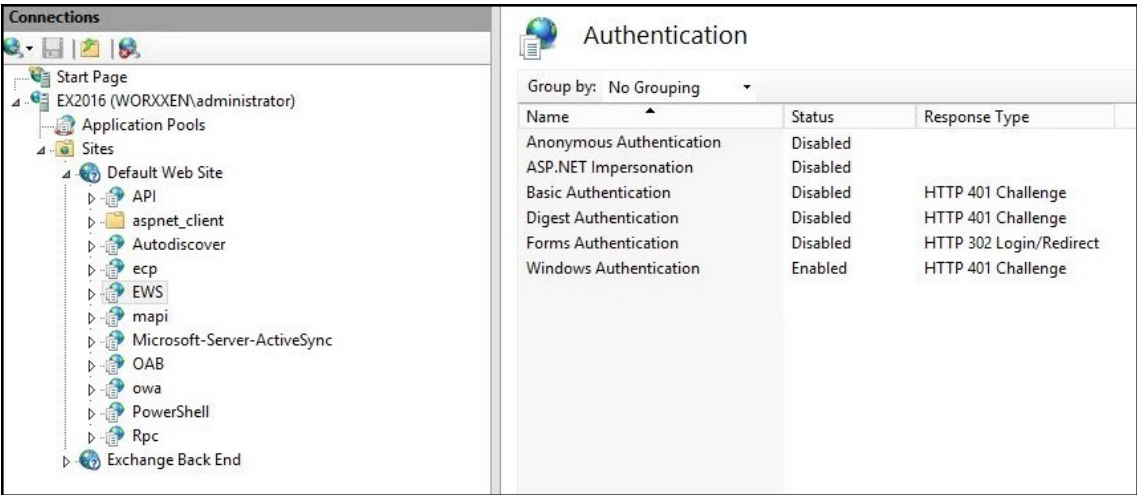 Connections
Start Page
EX2016 (WORXXEN\administrator)
Application Pools
Sites
Default Web Site
API
aspnet_client
Autodiscover
ecp
EWS
mapi
Microsoft-Server-ActiveSync
OAB
owa
PowerShell
Rpc
Exchange Back End
Authentication
Group by: No Grouping
Name Status Response Type
Anonymous Authentication Disabled
ASP.NET Impersonation Disabled
Basic Authentication Disabled HTTP 401 Challenge
Digest Authentication Disabled HTTP 401 Challenge
Forms Authentication Disabled HTTP 302 Login/Redirect
Windows Authentication Enabled HTTP 401 Challenge